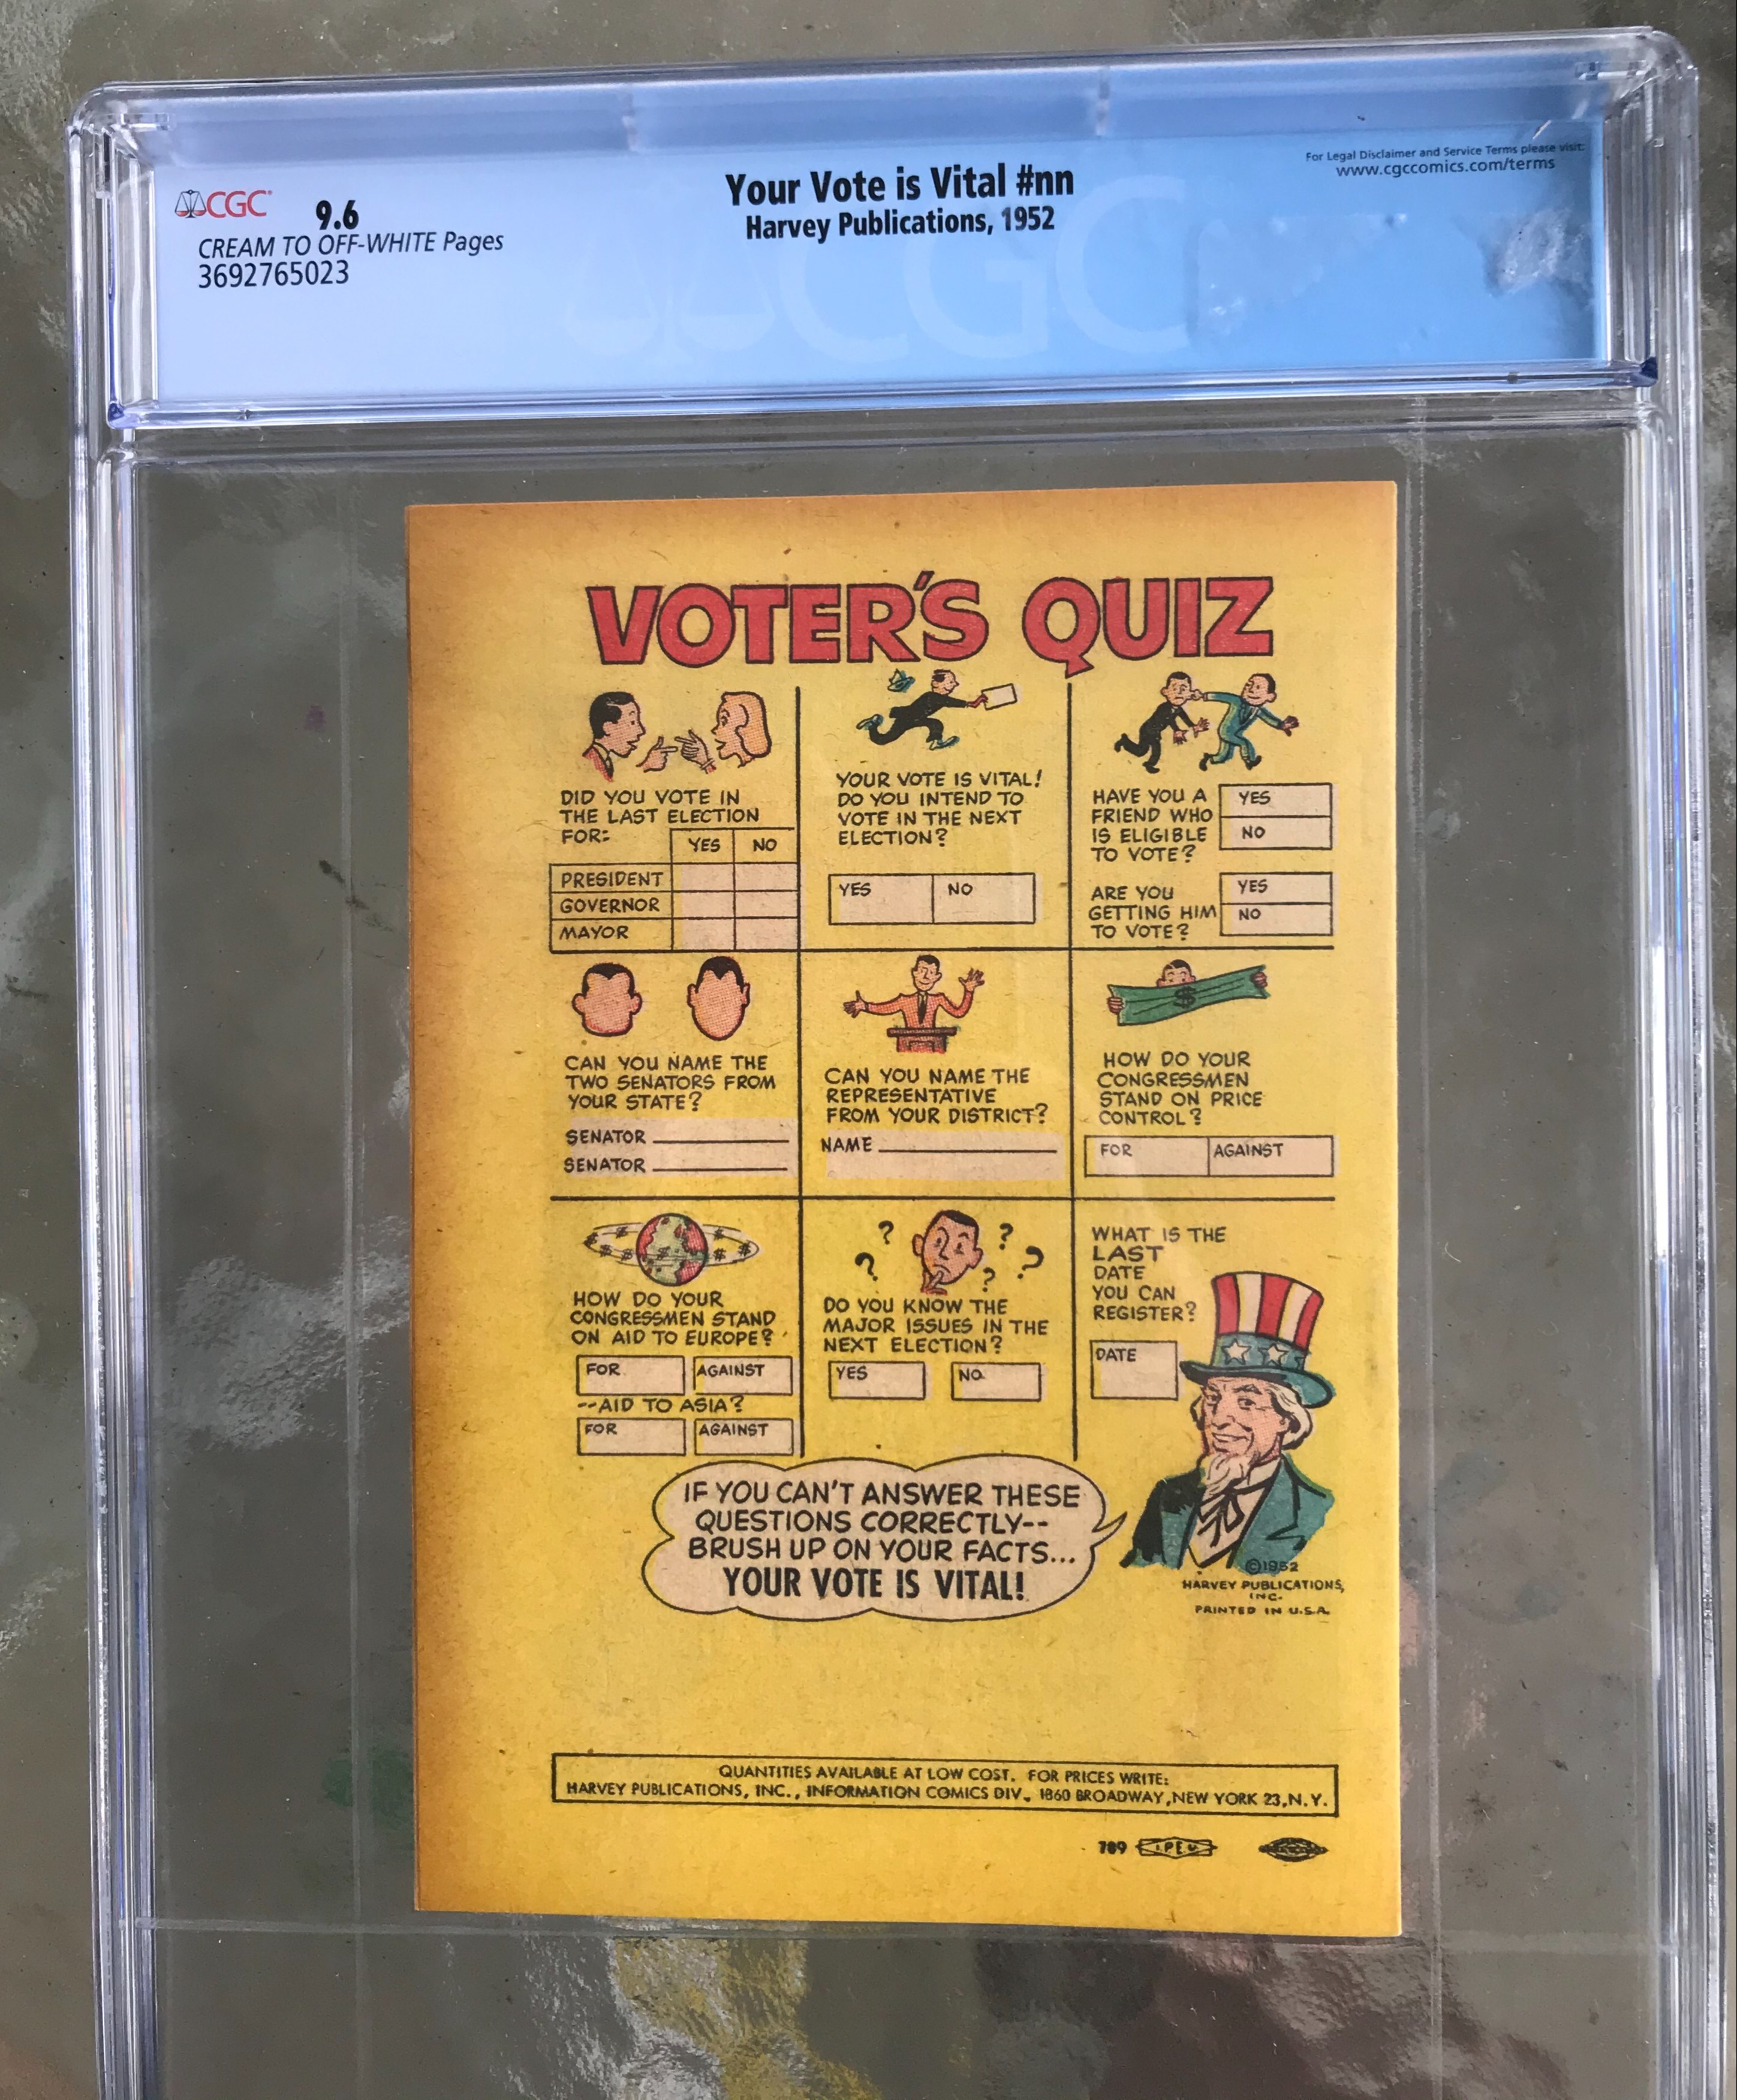 For Legal Disclaimer and Service Terms please visit:
www.cgccomics.com/terms
CGC
9.6
CREAM TO OFF-WHITE Pages
3692765023
Your Vote is Vital #nn
Harvey Publications, 1952
CGC
VOTER'S QUIZ
DID YOU VOTE IN
THE LAST ELECTION
FOR:
YES NO
PRESIDENT
GOVERNOR
MAYOR
YOUR VOTE IS VITAL!
DO YOU INTEND TO
VOTE IN THE NEXT
ELECTION?
YES NO
HAVE YOU A
FRIEND WHO
IS ELIGIBLE
TO VOTE?
YES
NO
ARE YOU
GETTING HIM
TO VOTE?
YES
NO
CAN YOU NAME THE
TWO SENATORS FROM
YOUR STATE?
SENATOR
SENATOR
CAN YOU NAME THE
REPRESENTATIVE
FROM YOUR DISTRICT?
NAME
$
HOW DO YOUR
CONGRESSMEN
STAND ON PRICE
CONTROL?
FOR AGAINST
$ $ $ $ $ $ $
HOW DO YOUR
CONGRESSMEN STAND
ON AID TO EUROPE?
FOR AGAINST
--AID TO ASIA?
FOR AGAINST
? ? ? ? ?
DO YOU KNOW THE
MAJOR ISSUES IN THE
NEXT ELECTION?
YES NO
WHAT IS THE
LAST
DATE
YOU CAN
REGISTER?
DATE
IF YOU CAN'T ANSWER THESE
QUESTIONS CORRECTLY--
BRUSH UP ON YOUR FACTS...
YOUR VOTE IS VITAL!
©1952
HARVEY PUBLICATIONS,
INC.
PRINTED IN U.S.A.
QUANTITIES AVAILABLE AT LOW COST. FOR PRICES WRITE:
HARVEY PUBLICATIONS, INC., INFORMATION COMICS DIV., 1860 BROADWAY, NEW YORK 23, N.Y.
789 I.P.E.U.